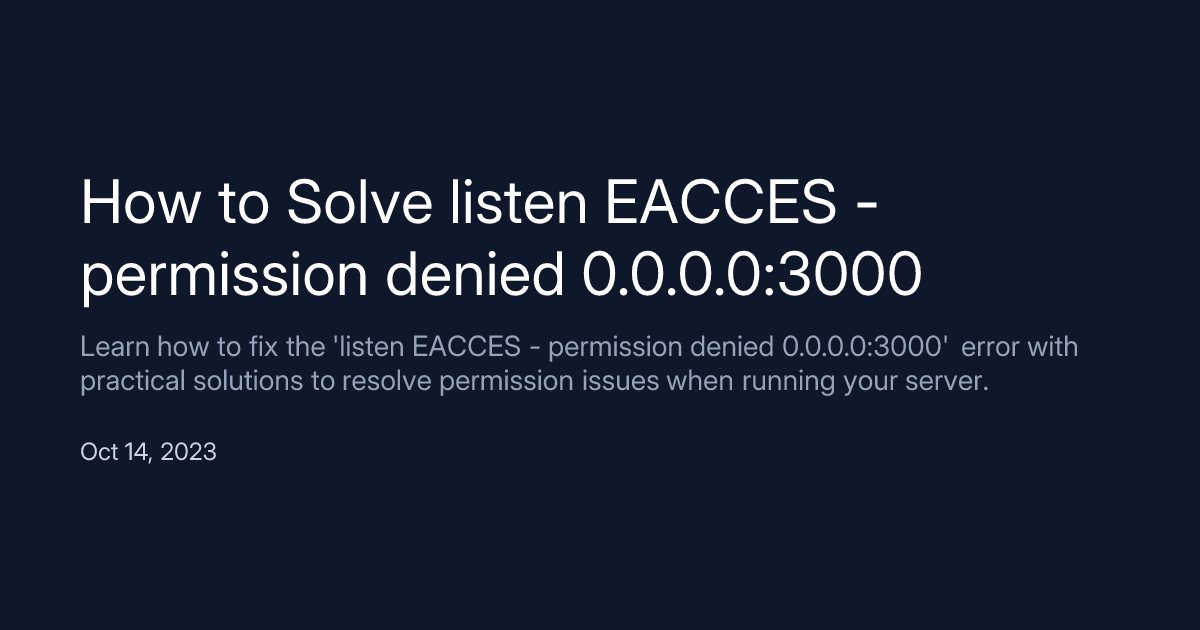 How to Solve listen EACCES -
permission denied 0.0.0.0:3000
Learn how to fix the 'listen EACCES - permission denied 0.0.0.0:3000'  error with
practical solutions to resolve permission issues when running your server.
Oct 14, 2023